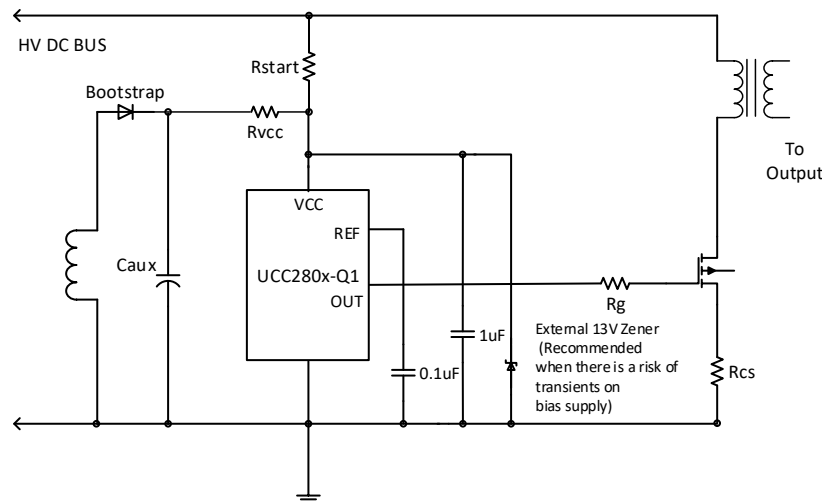 HV DC BUS
Rstart
Bootstrap
Rvcc
To
Output
VCC
REF
Caux
UCC280x-Q1
OUT
Rg
1uF
External 13V Zener
(Recommended
when there is a risk of
transients on
bias supply)
0.1uF
Rcs